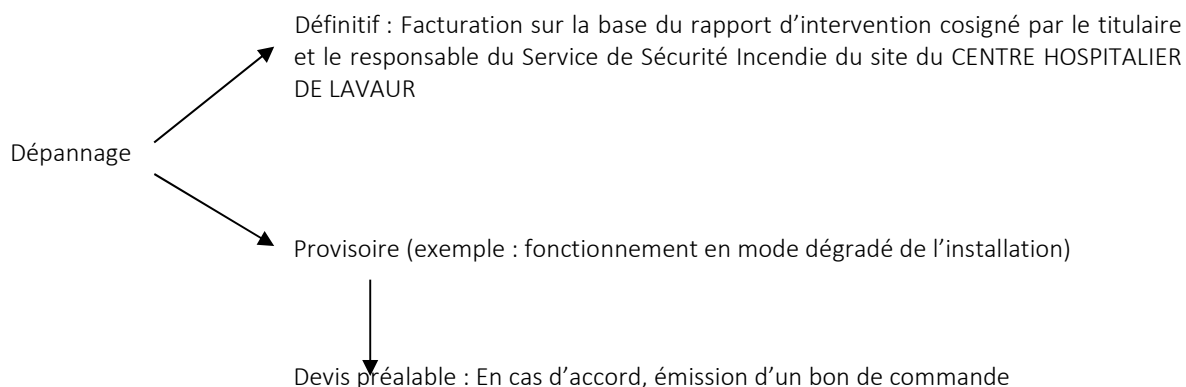 Définitif : Facturation sur la base du rapport d’intervention cosigné par le titulaire
et le responsable du Service de Sécurité Incendie du site du CENTRE HOSPITALIER
DE LAVAUR
Dépannage
Provisoire (exemple : fonctionnement en mode dégradé de l’installation)
Devis préalable : En cas d’accord, émission d’un bon de commande